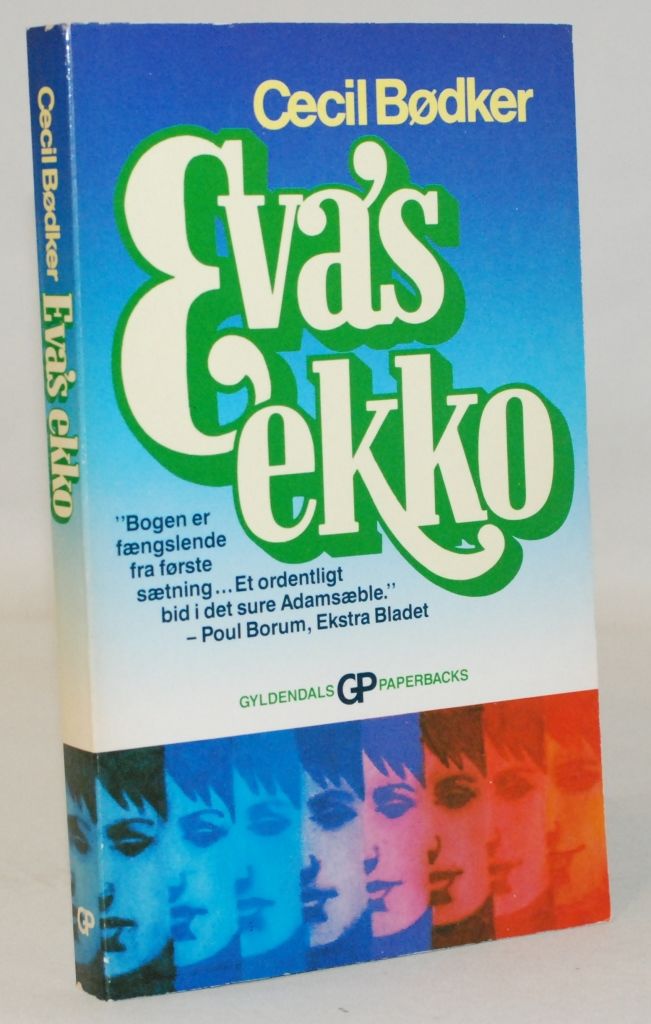 Cecil Bødker
Eva's
ekko
"Bogen er
fængslende
fra første
sætning... Et ordentligt
bid i det sure Adamsæble."
– Poul Borum, Ekstra Bladet
GYLDENDALS GP PAPERBACKS
Cecil Bødker Eva's ekko
GP